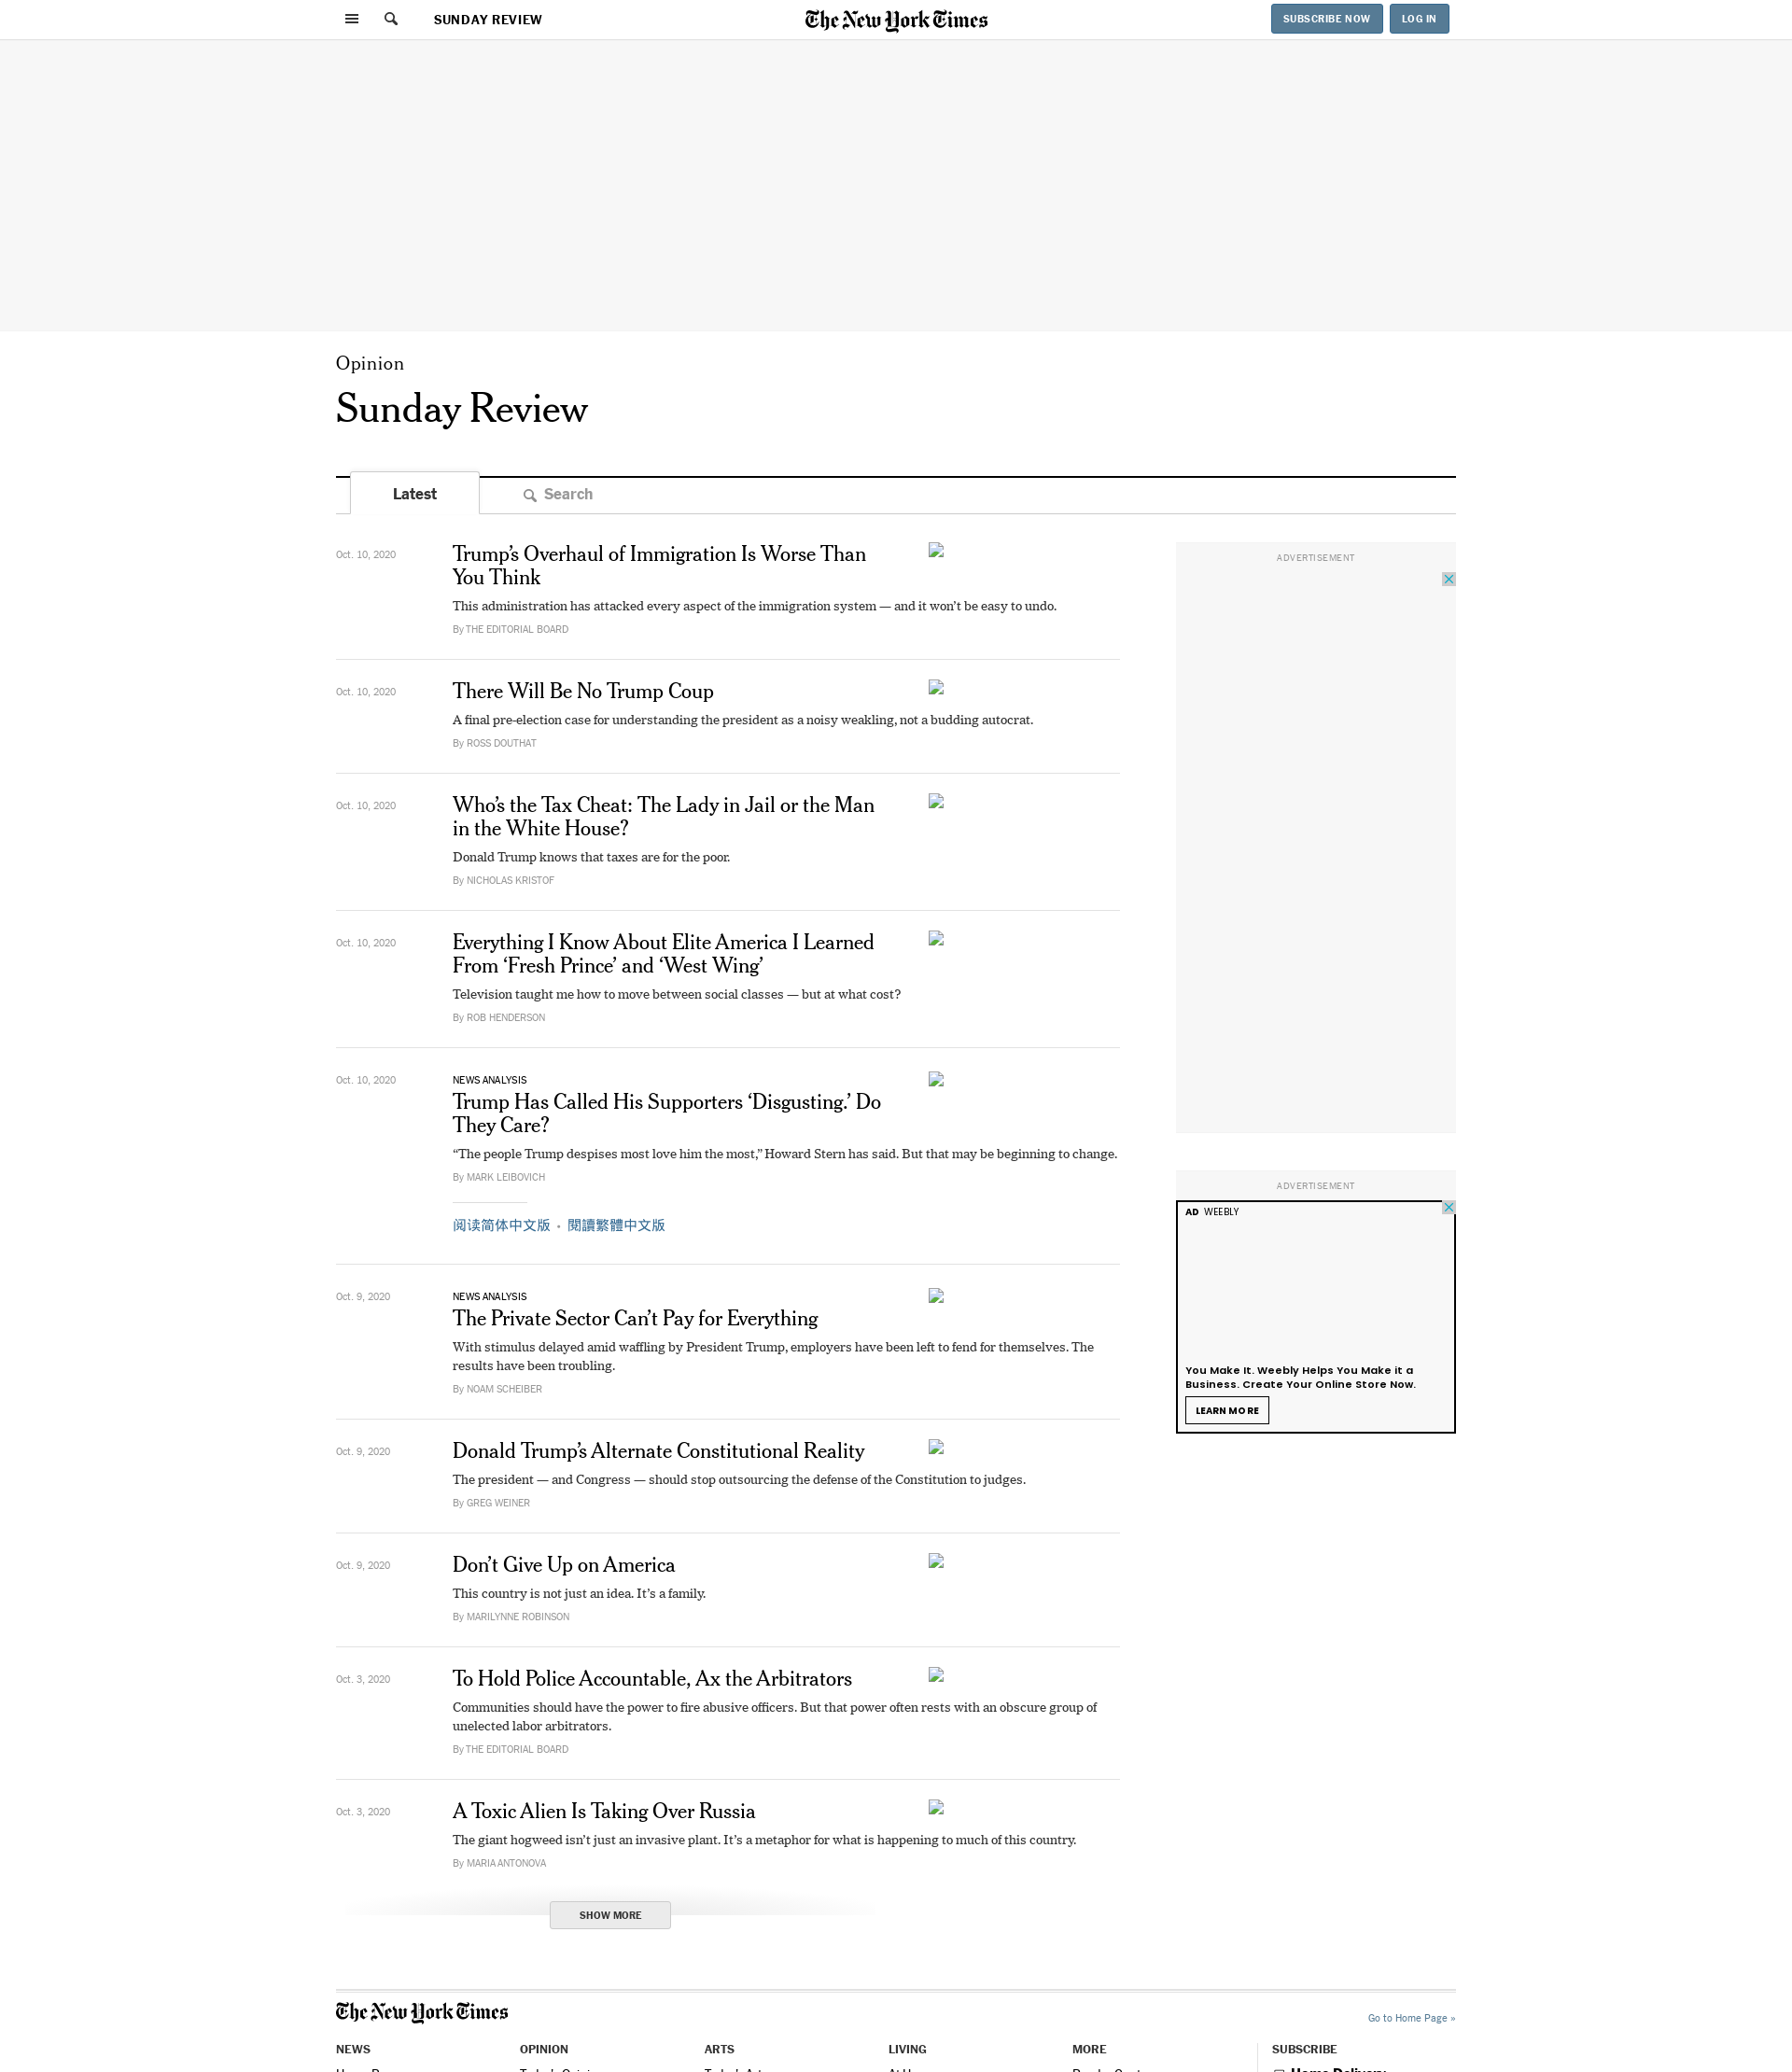 SUNDAY REVIEW
The New York Times
SUBSCRIBE NOW
LOG IN
Opinion
Sunday Review
Latest
Search
Oct. 10, 2020
Trump’s Overhaul of Immigration Is Worse Than
You Think
This administration has attacked every aspect of the immigration system — and it won’t be easy to undo.
By THE EDITORIAL BOARD
Oct. 10, 2020
There Will Be No Trump Coup
A final pre-election case for understanding the president as a noisy weakling, not a budding autocrat.
By ROSS DOUTHAT
Oct. 10, 2020
Who’s the Tax Cheat: The Lady in Jail or the Man
in the White House?
Donald Trump knows that taxes are for the poor.
By NICHOLAS KRISTOF
Oct. 10, 2020
Everything I Know About Elite America I Learned
From ‘Fresh Prince’ and ‘West Wing’
Television taught me how to move between social classes — but at what cost?
By ROB HENDERSON
Oct. 10, 2020
NEWS ANALYSIS
Trump Has Called His Supporters ‘Disgusting.’ Do
They Care?
“The people Trump despises most love him the most,” Howard Stern has said. But that may be beginning to change.
By MARK LEIBOVICH
阅读简体中文版 • 閱讀繁體中文版
Oct. 9, 2020
NEWS ANALYSIS
The Private Sector Can’t Pay for Everything
With stimulus delayed amid waffling by President Trump, employers have been left to fend for themselves. The
results have been troubling.
By NOAM SCHEIBER
Oct. 9, 2020
Donald Trump’s Alternate Constitutional Reality
The president — and Congress — should stop outsourcing the defense of the Constitution to judges.
By GREG WEINER
Oct. 9, 2020
Don’t Give Up on America
This country is not just an idea. It’s a family.
By MARILYNNE ROBINSON
Oct. 3, 2020
To Hold Police Accountable, Ax the Arbitrators
Communities should have the power to fire abusive officers. But that power often rests with an obscure group of
unelected labor arbitrators.
By THE EDITORIAL BOARD
Oct. 3, 2020
A Toxic Alien Is Taking Over Russia
The giant hogweed isn’t just an invasive plant. It’s a metaphor for what is happening to much of this country.
By MARIA ANTONOVA
SHOW MORE
ADVERTISEMENT
ADVERTISEMENT
AD WEEBLY
You Make It. Weebly Helps You Make it a
Business. Create Your Online Store Now.
LEARN MORE
The New York Times
Go to Home Page »
NEWS
OPINION
ARTS
LIVING
MORE
SUBSCRIBE